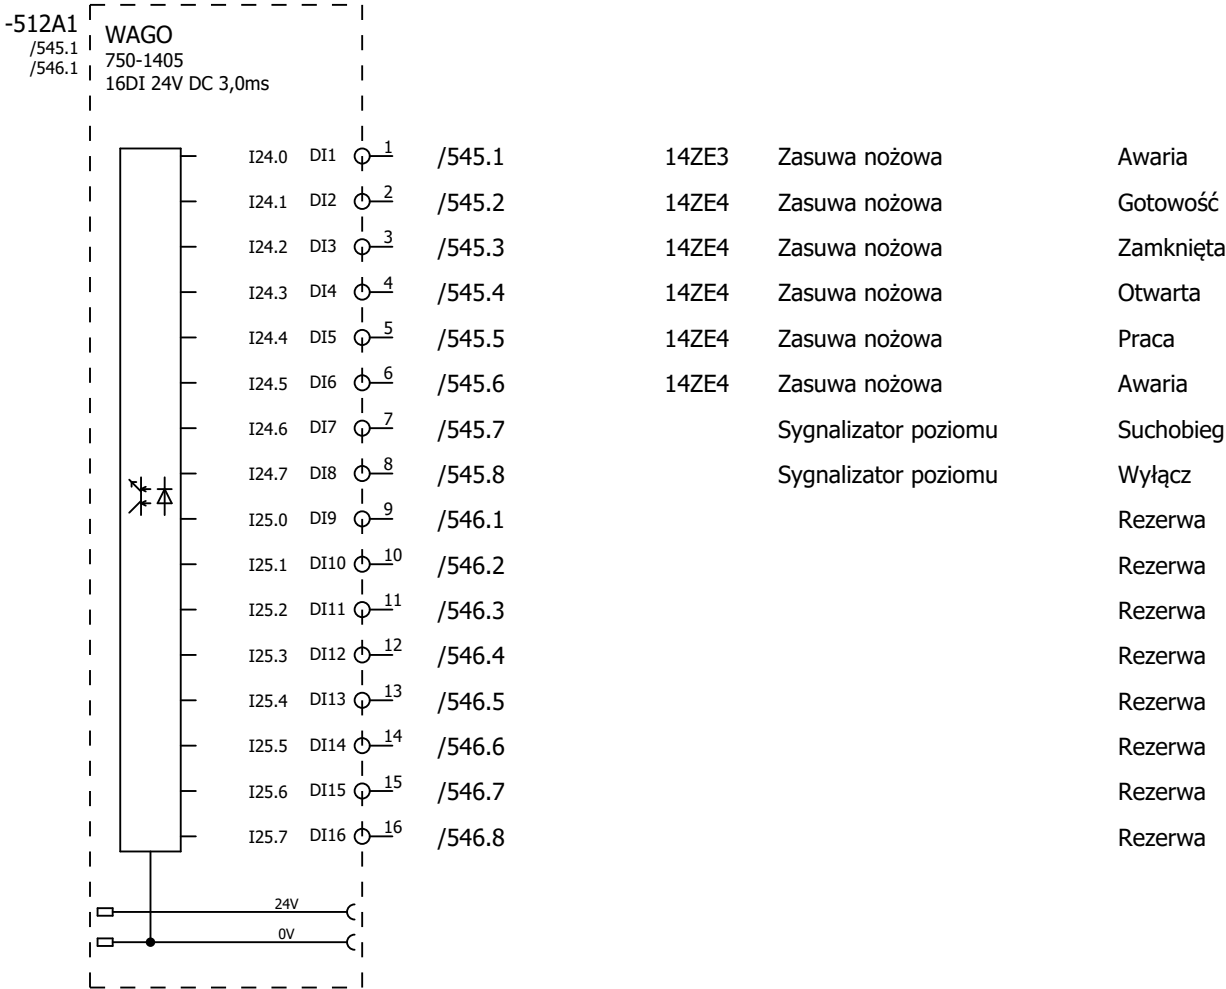 -512A1
/545.1
/546.1
WAGO
750-1405
16DI 24V DC 3,0ms
I24.0 DI1 1 /545.1 14ZE3 Zasuwa nożowa Awaria
I24.1 DI2 2 /545.2 14ZE4 Zasuwa nożowa Gotowość
I24.2 DI3 3 /545.3 14ZE4 Zasuwa nożowa Zamknięta
I24.3 DI4 4 /545.4 14ZE4 Zasuwa nożowa Otwarta
I24.4 DI5 5 /545.5 14ZE4 Zasuwa nożowa Praca
I24.5 DI6 6 /545.6 14ZE4 Zasuwa nożowa Awaria
I24.6 DI7 7 /545.7 Sygnalizator poziomu Suchobieg
I24.7 DI8 8 /545.8 Sygnalizator poziomu Wyłącz
I25.0 DI9 9 /546.1 Rezerwa
I25.1 DI10 10 /546.2 Rezerwa
I25.2 DI11 11 /546.3 Rezerwa
I25.3 DI12 12 /546.4 Rezerwa
I25.4 DI13 13 /546.5 Rezerwa
I25.5 DI14 14 /546.6 Rezerwa
I25.6 DI15 15 /546.7 Rezerwa
I25.7 DI16 16 /546.8 Rezerwa
24V
0V